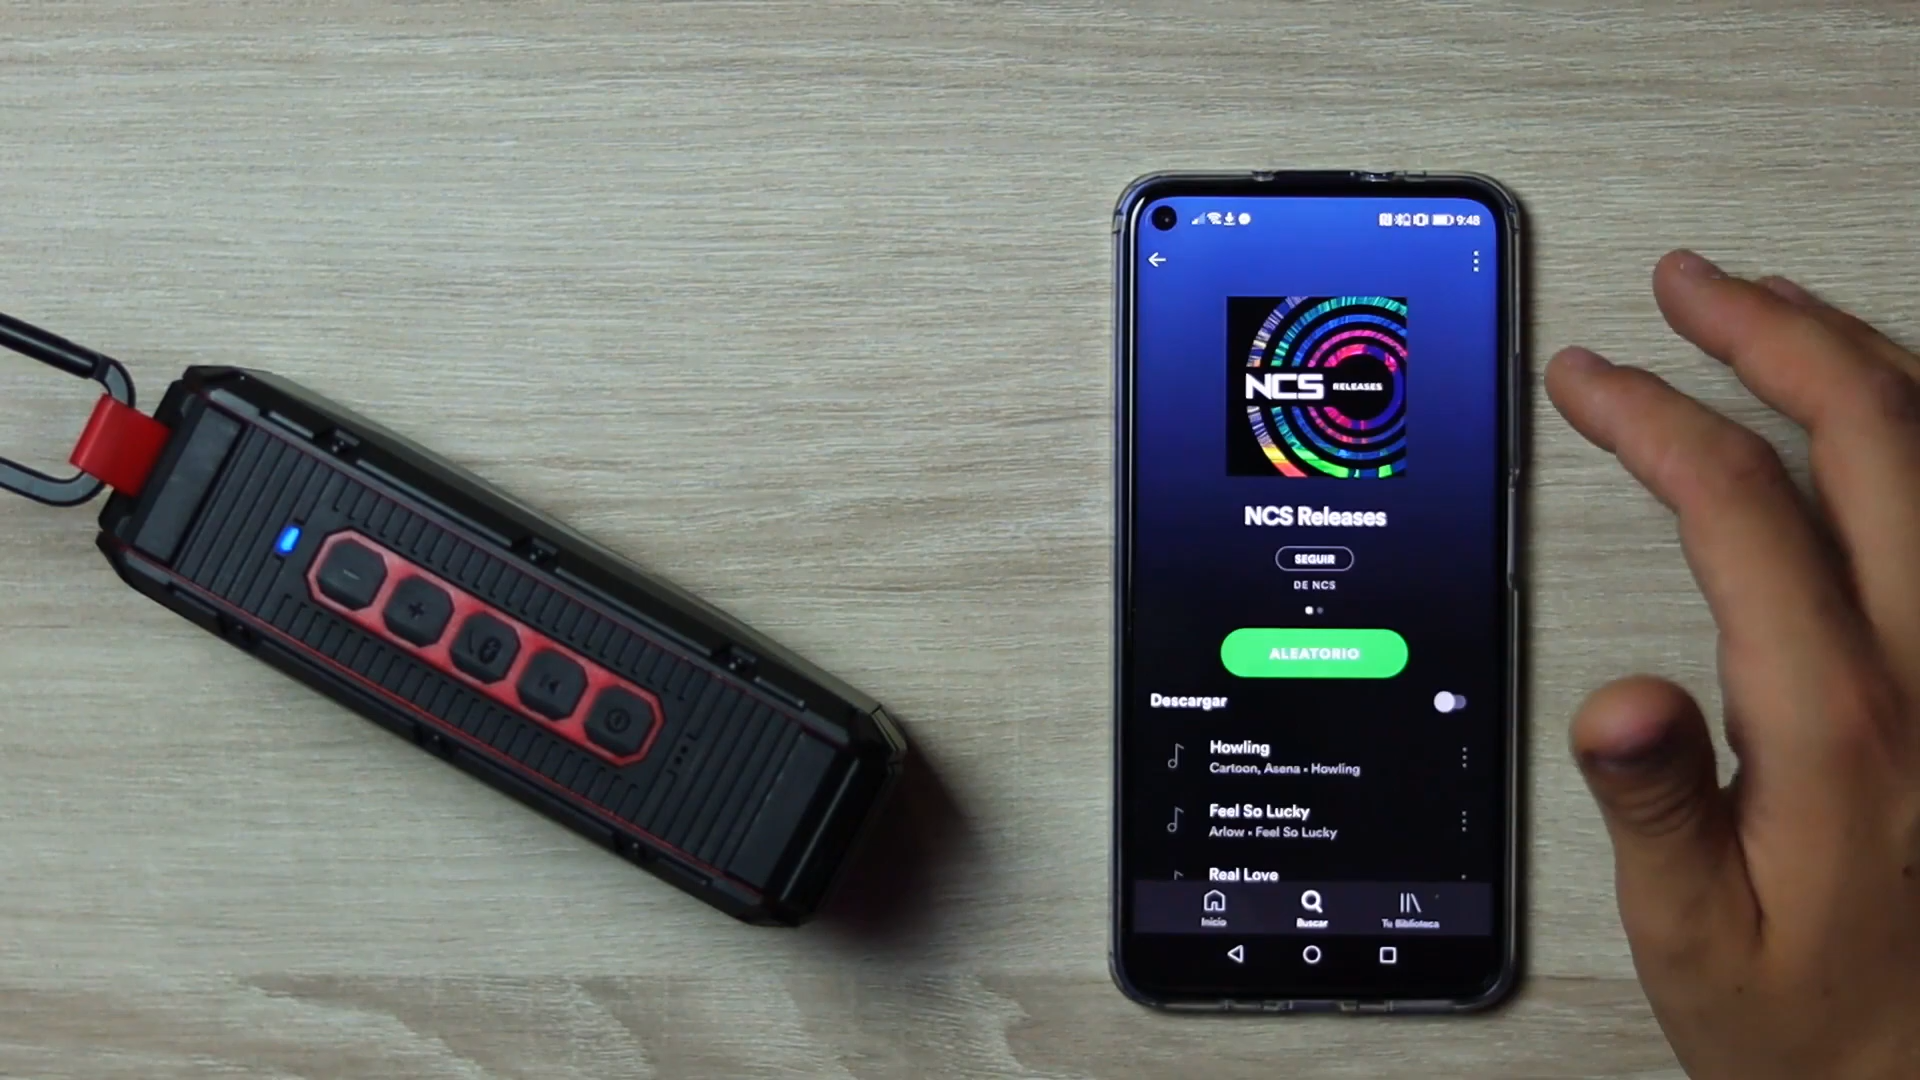 9:48
NCS RELEASES
NCS Releases
SEGUIR
DE NCS
ALEATORIO
Descargar
Howling
Cartoon, Asena • Howling
Feel So Lucky
Arlow • Feel So Lucky
Real Love
Inicio
Buscar
Tu Biblioteca